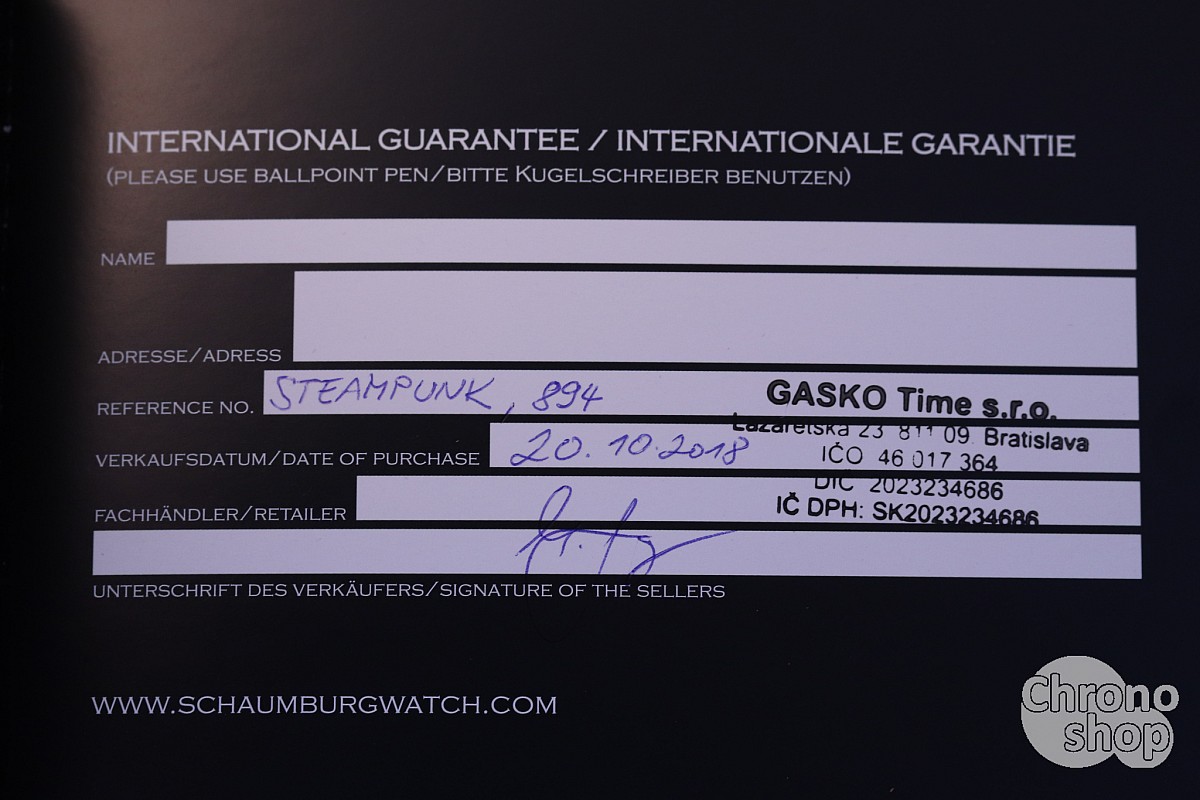 INTERNATIONAL GUARANTEE / INTERNATIONALE GARANTIE
(PLEASE USE BALLPOINT PEN/BITTE KUGELSCHREIBER BENUTZEN)
NAME
ADRESSE/ADRESS
REFERENCE NO. STEAMPUNK, 894
GASKO Time s.r.o.
Lazaretská 23 811 09 Bratislava
VERKAUFSDATUM/DATE OF PURCHASE 20.10.2018
IČO 46 017 364
DIČ 2023234686
FACHHÄNDLER/RETAILER
IČ DPH: SK2023234686
UNTERSCHRIFT DES VERKÄUFERS/SIGNATURE OF THE SELLERS
WWW.SCHAUMBURGWATCH.COM
Chrono
shop